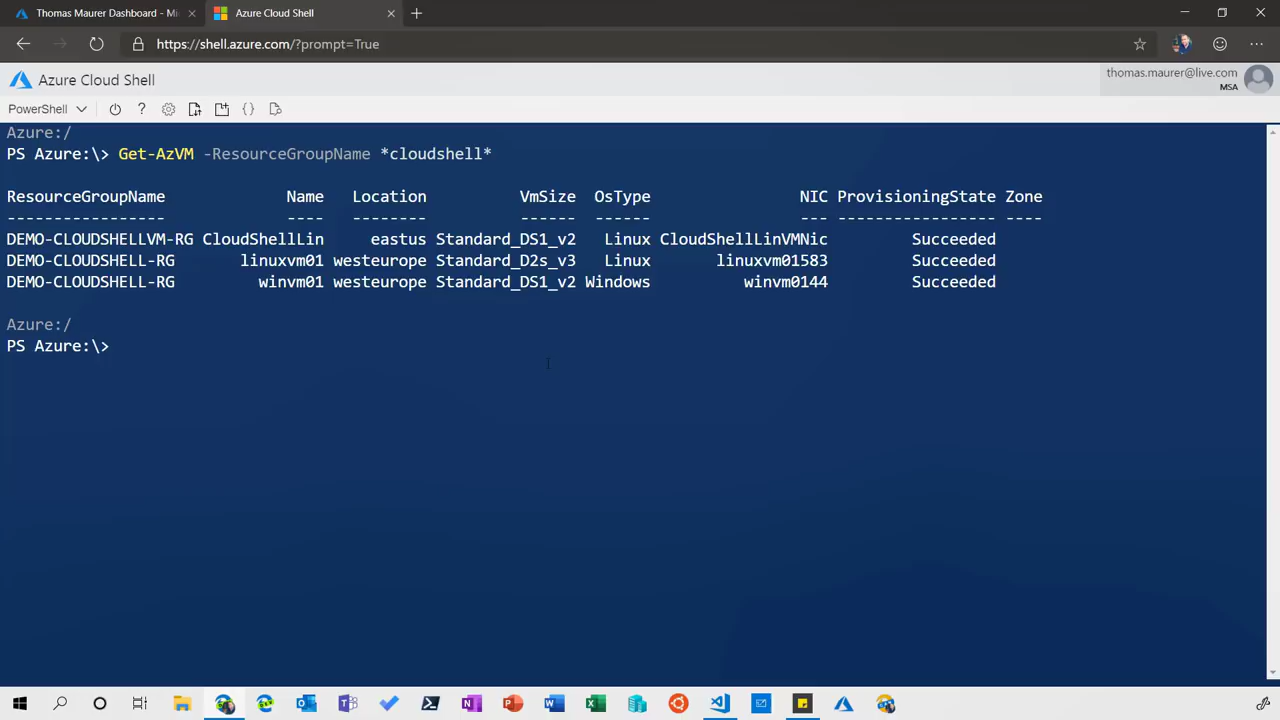 Thomas Maurer Dashboard - Mi
Azure Cloud Shell
https://shell.azure.com/?prompt=True
Azure Cloud Shell
thomas.maurer@live.com
MSA
PowerShell
Azure:/
PS Azure:\> Get-AzVM -ResourceGroupName *cloudshell*
ResourceGroupName Name Location VmSize OsType NIC ProvisioningState Zone
----------------- ---- -------- ------ ------ --- ----------------- ----
DEMO-CLOUDSHELLVM-RG CloudShellLin eastus Standard_DS1_v2 Linux CloudShellLinVMNic Succeeded
DEMO-CLOUDSHELL-RG linuxvm01 westeurope Standard_D2s_v3 Linux linuxvm01583 Succeeded
DEMO-CLOUDSHELL-RG winvm01 westeurope Standard_DS1_v2 Windows winvm0144 Succeeded
Azure:/
PS Azure:\>